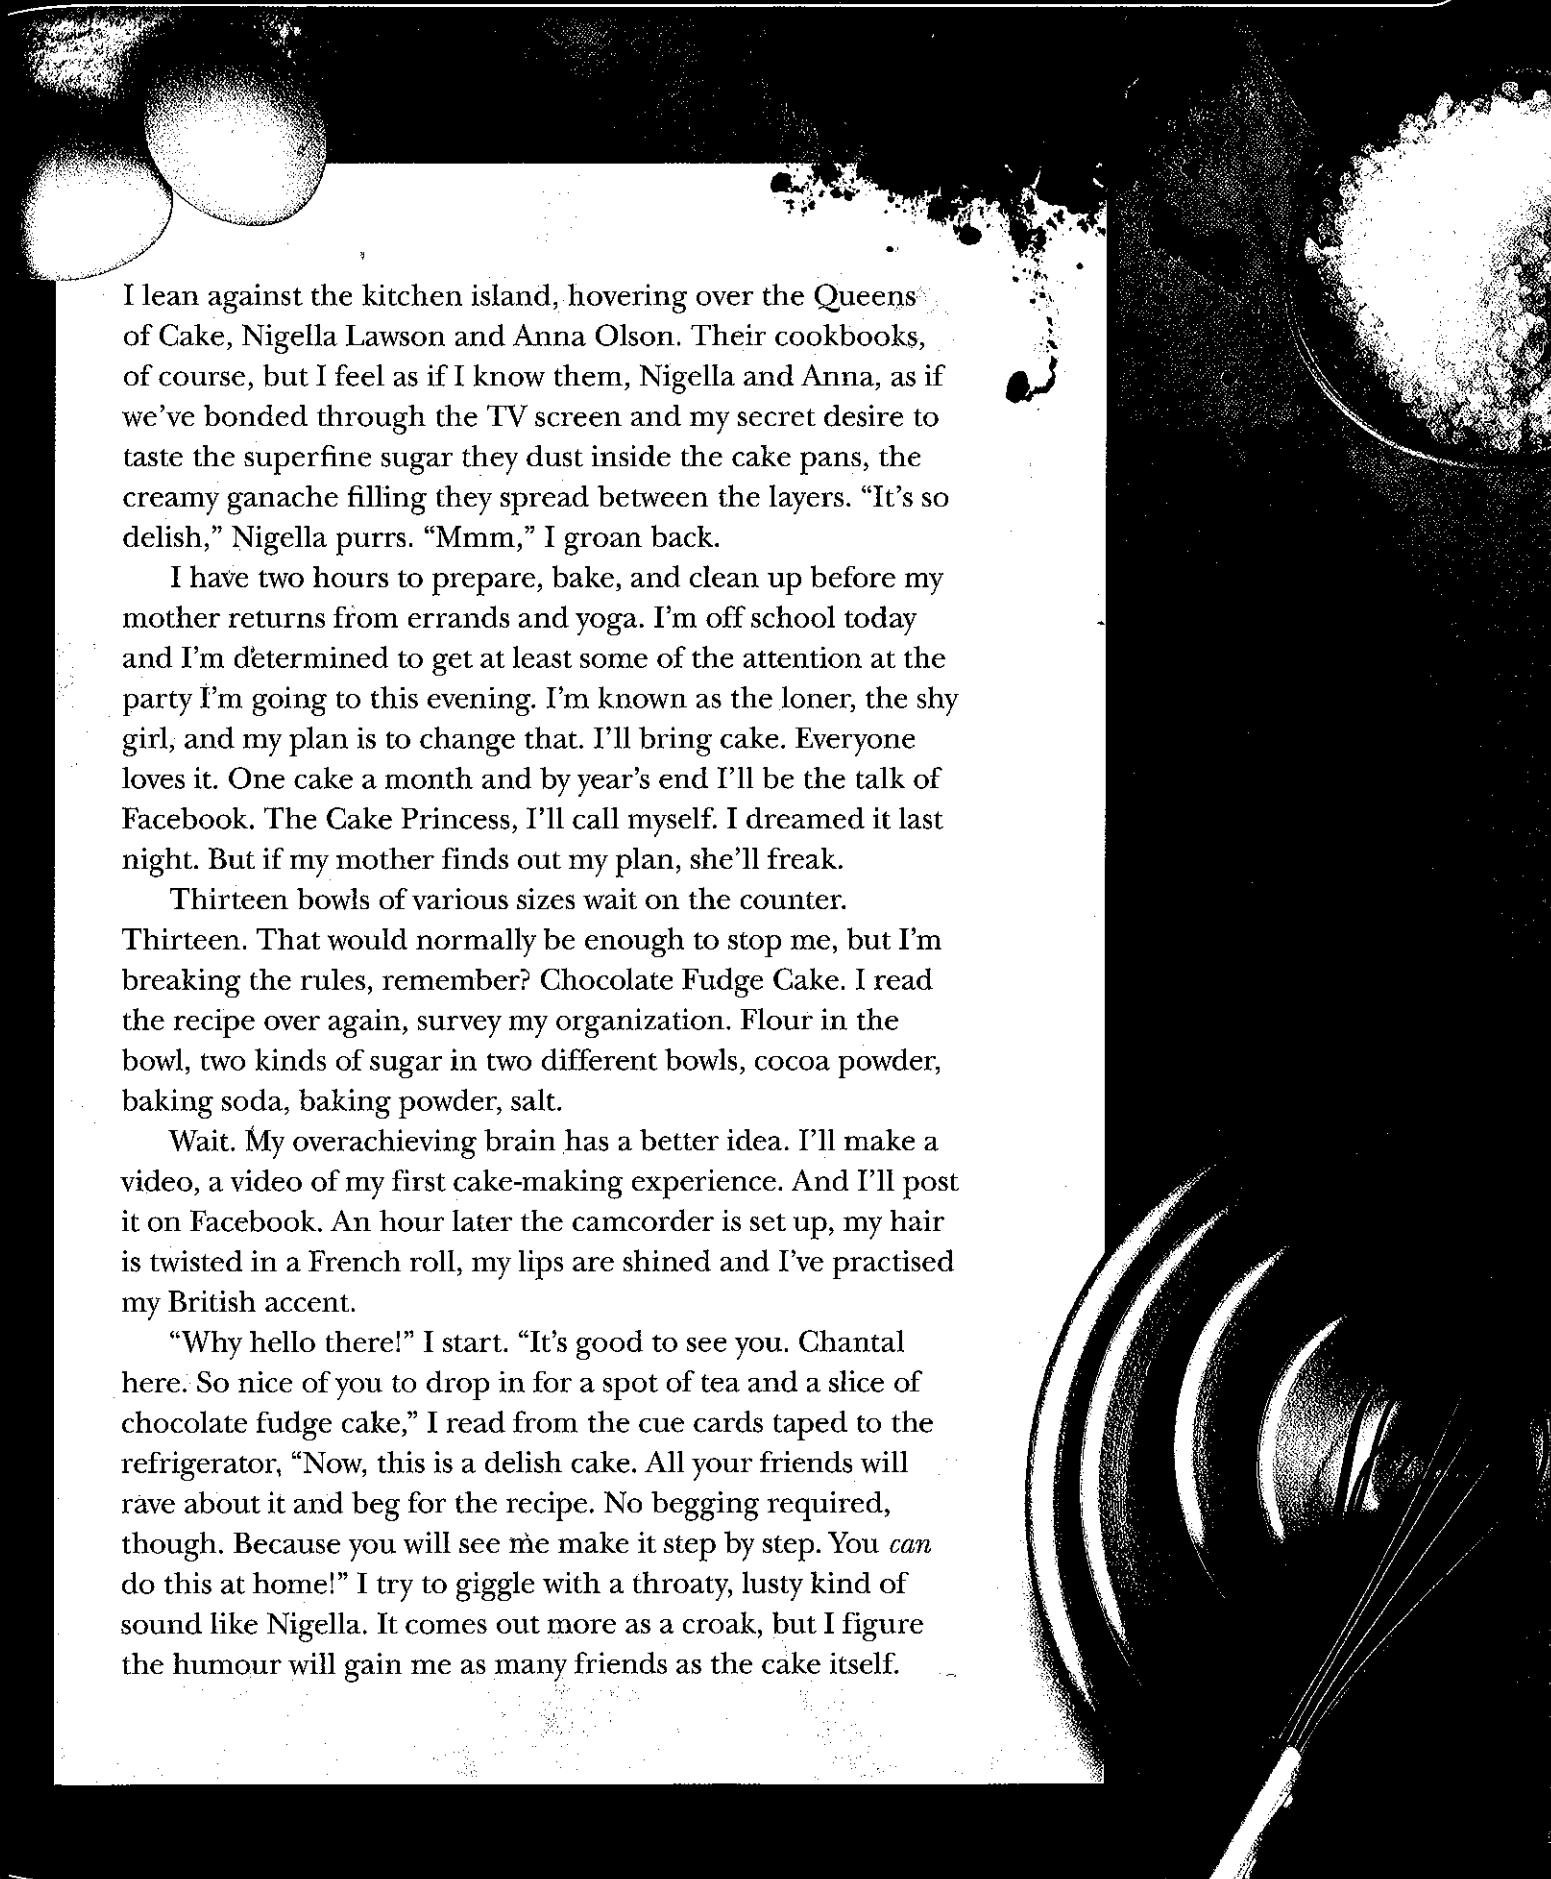 I lean against the kitchen island, hovering over the Queens
of Cake, Nigella Lawson and Anna Olson. Their cookbooks,
of course, but I feel as if I know them, Nigella and Anna, as if
we've bonded through the TV screen and my secret desire to
taste the superfine sugar they dust inside the cake pans, the
creamy ganache filling they spread between the layers. “It's so
delish,” Nigella purrs. “Mmm,” I groan back.
I have two hours to prepare, bake, and clean up before my
mother returns from errands and yoga. I'm off school today
and I'm determined to get at least some of the attention at the
party I'm going to this evening. I'm known as the loner, the shy
girl, and my plan is to change that. I'll bring cake. Everyone
loves it. One cake a month and by year's end I'll be the talk of
Facebook. The Cake Princess, I'll call myself. I dreamed it last
night. But if my mother finds out my plan, she'll freak.
Thirteen bowls of various sizes wait on the counter.
Thirteen. That would normally be enough to stop me, but I'm
breaking the rules, remember? Chocolate Fudge Cake. I read
the recipe over again, survey my organization. Flour in the
bowl, two kinds of sugar in two different bowls, cocoa powder,
baking soda, baking powder, salt.
Wait. My overachieving brain has a better idea. I'll make a
video, a video of my first cake-making experience. And I'll post
it on Facebook. An hour later the camcorder is set up, my hair
is twisted in a French roll, my lips are shined and I've practised
my British accent.
“Why hello there!” I start. “It's good to see you. Chantal
here. So nice of you to drop in for a spot of tea and a slice of
chocolate fudge cake,” I read from the cue cards taped to the
refrigerator, “Now, this is a delish cake. All your friends will
rave about it and beg for the recipe. No begging required,
though. Because you will see me make it step by step. You can
do this at home!” I try to giggle with a throaty, lusty kind of
sound like Nigella. It comes out more as a croak, but I figure
the humour will gain me as many friends as the cake itself.